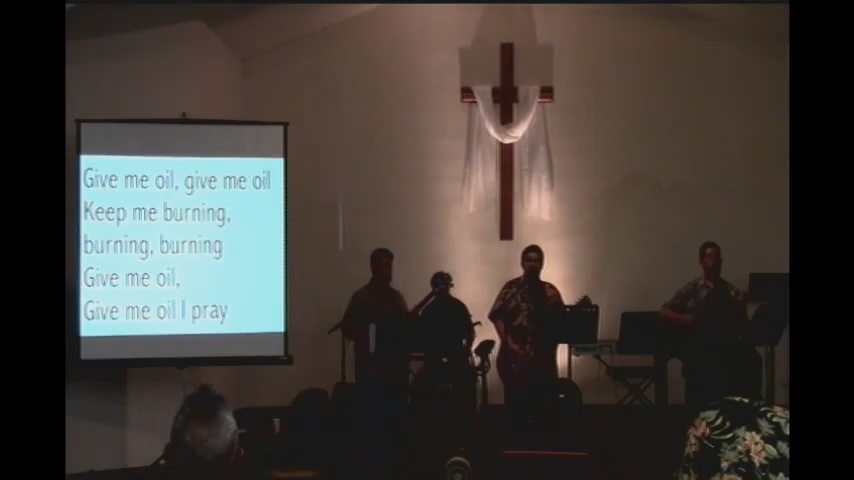 Give me oil, give me oil
Keep me burning,
burning, burning
Give me oil,
Give me oil I pray